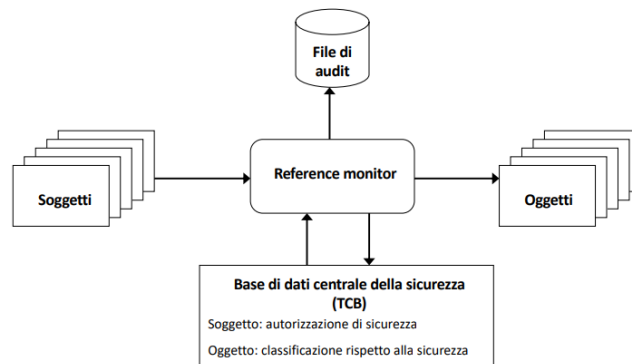 File di
audit
Soggetti
Reference monitor
Oggetti
Base di dati centrale della sicurezza
(TCB)
Soggetto: autorizzazione di sicurezza
Oggetto: classificazione rispetto alla sicurezza